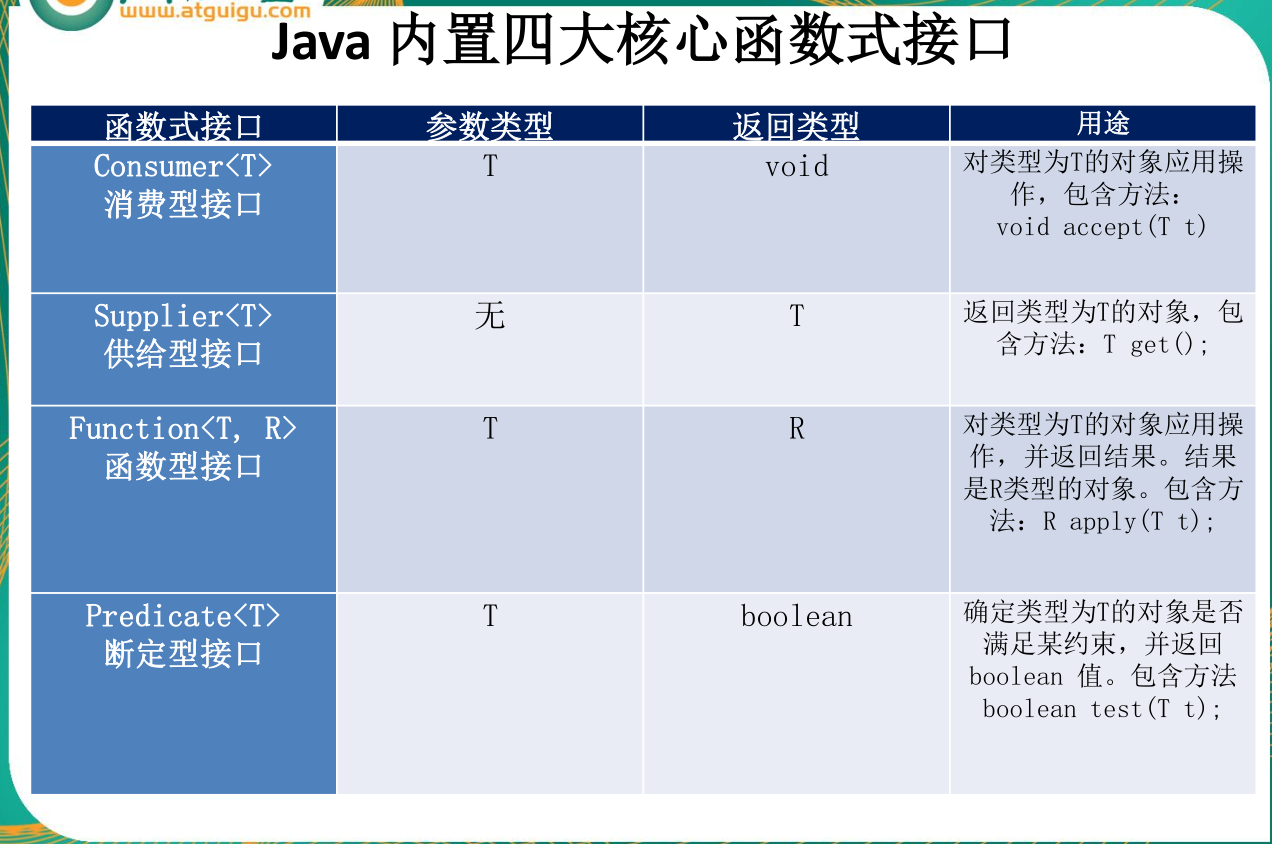 www.atguigu.com
Java 内置四大核心函数式接口
函数式接口 参数类型 返回类型 用途
Consumer<T>
消费型接口
T
void
对类型为T的对象应用操
作，包含方法：
void accept(T t)
Supplier<T>
供给型接口
无
T
返回类型为T的对象，包
含方法：T get();
Function<T, R>
函数型接口
T
R
对类型为T的对象应用操
作，并返回结果。结果
是R类型的对象。包含方
法：R apply(T t);
Predicate<T>
断定型接口
T
boolean
确定类型为T的对象是否
满足某约束，并返回
boolean 值。包含方法
boolean test(T t);